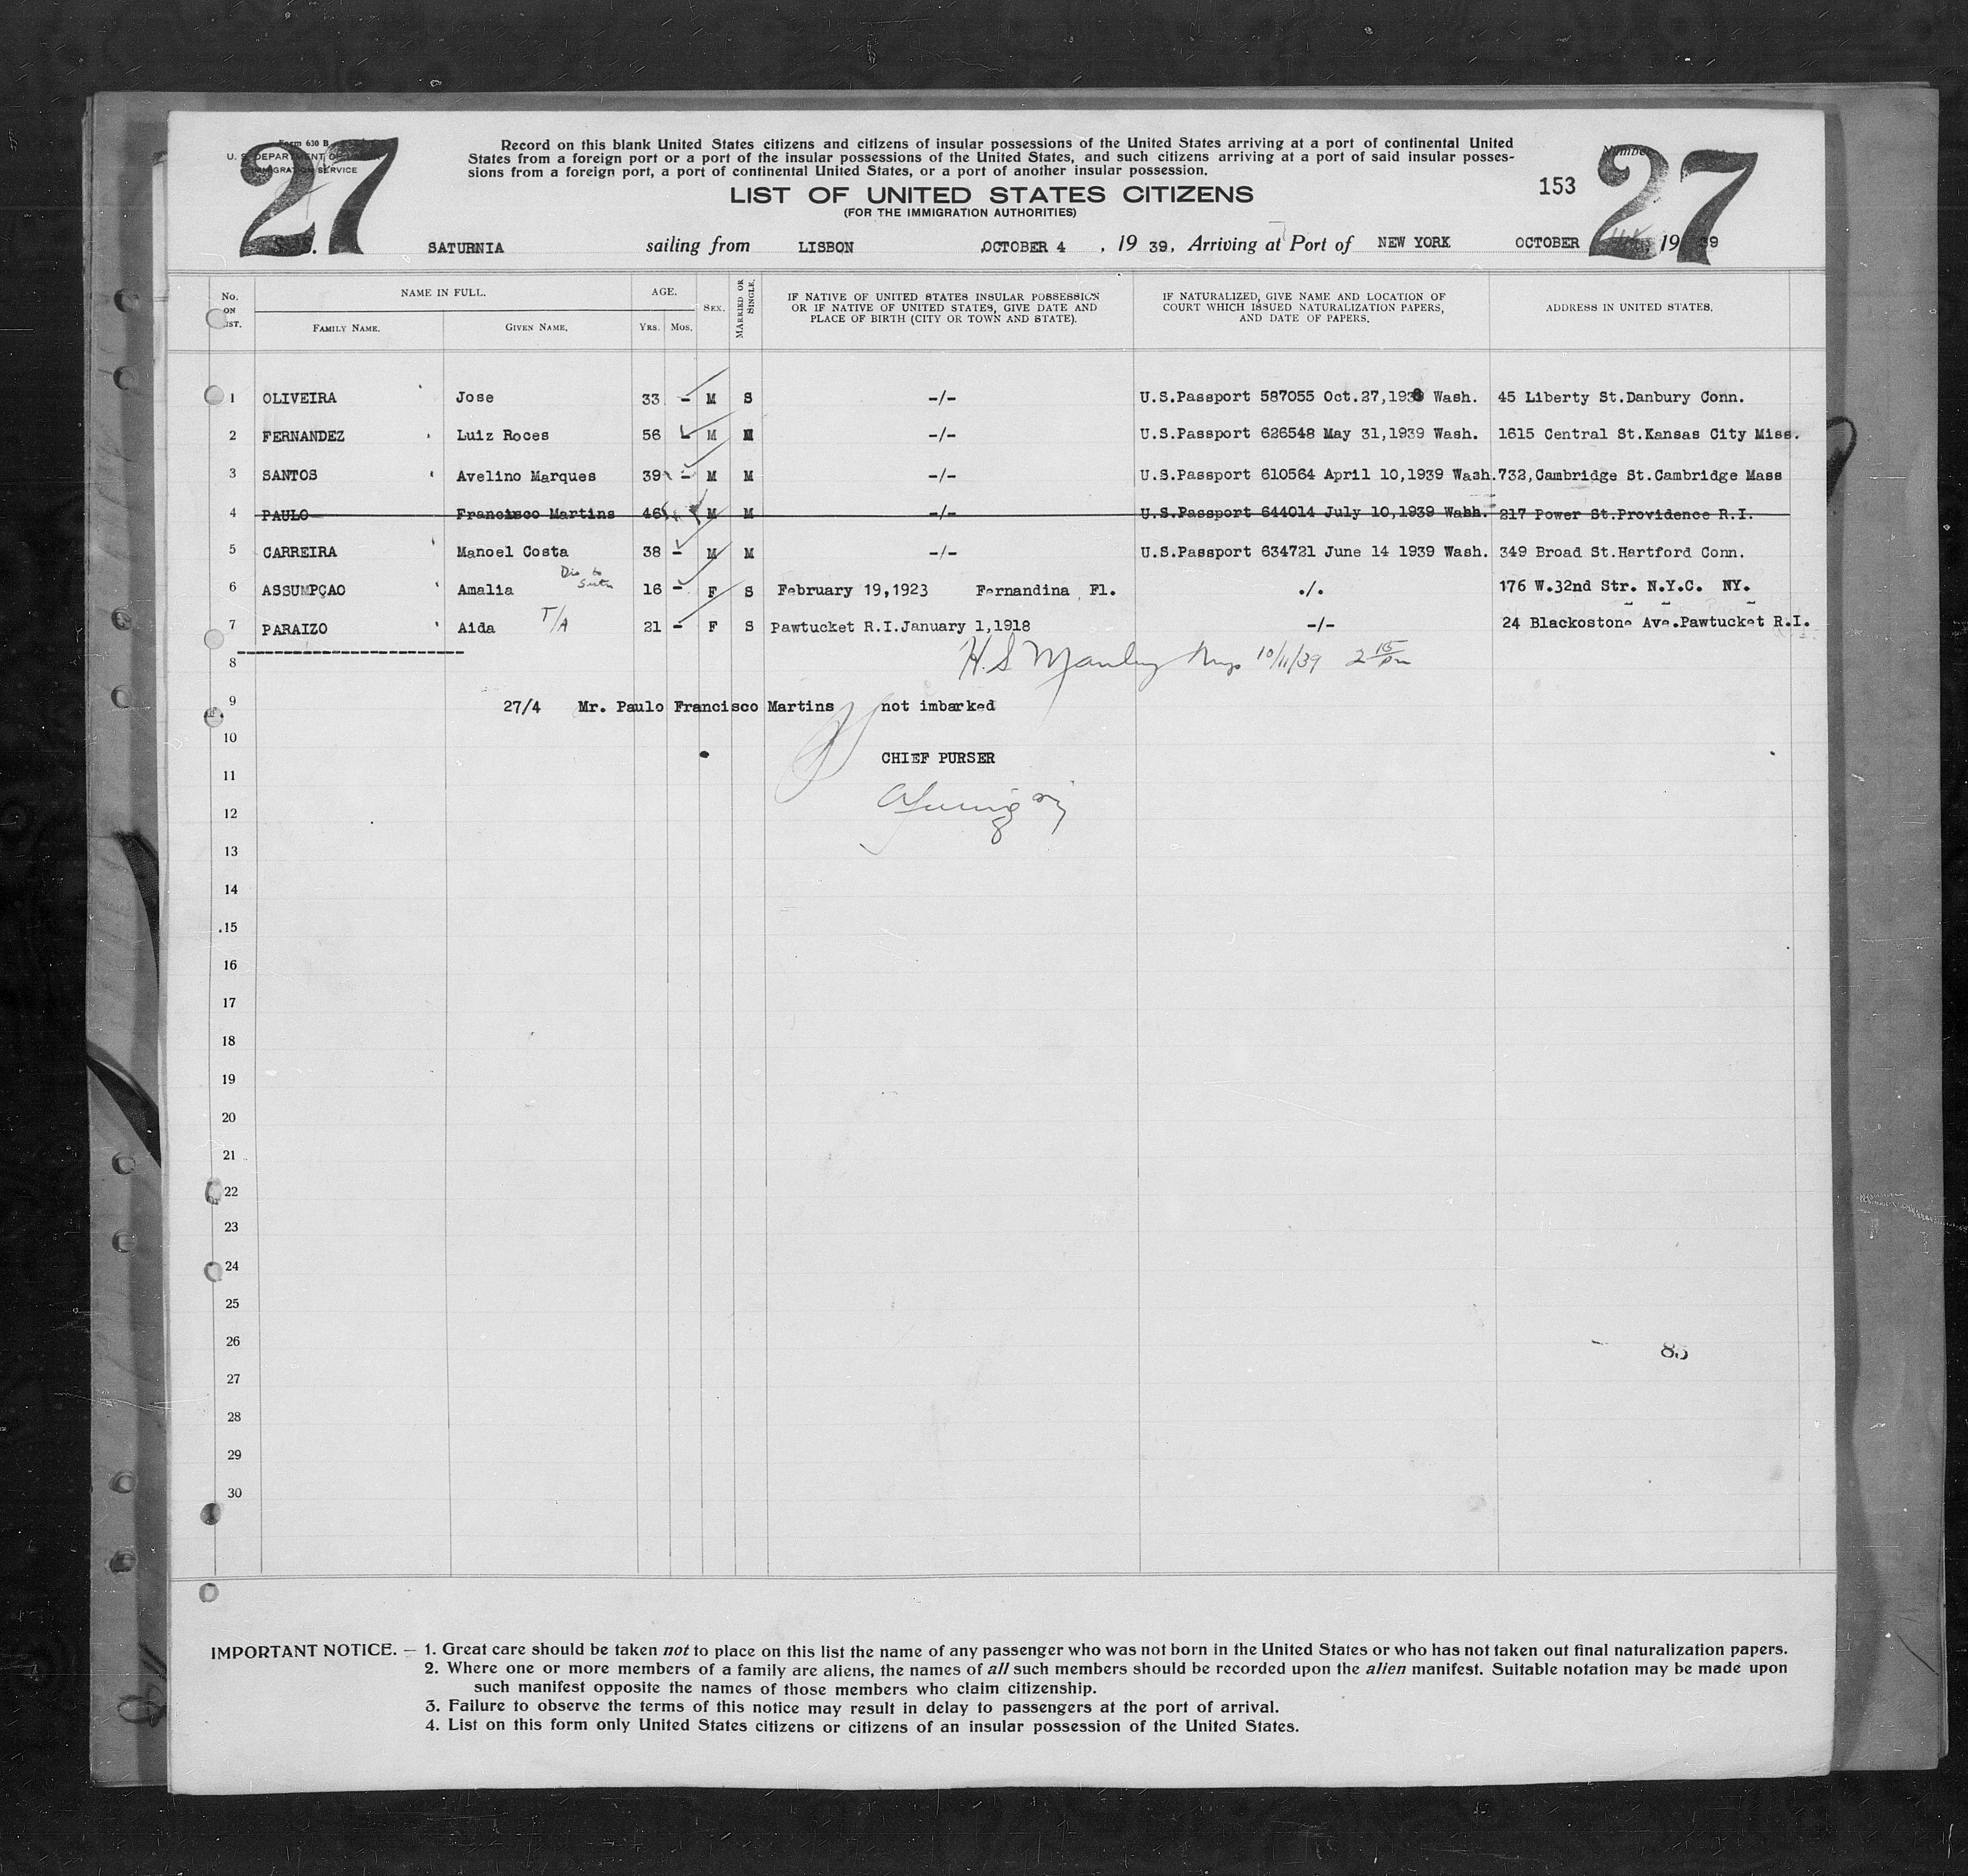 27
Form 630 B
U. S. DEPARTMENT OF LABOR
IMMIGRATION SERVICE
Record on this blank United States citizens and citizens of insular possessions of the United States arriving at a port of continental United
States from a foreign port or a port of the insular possessions of the United States, and such citizens arriving at a port of said insular posses-
sions from a foreign port, a port of continental United States, or a port of another insular possession.
Number
153
27
LIST OF UNITED STATES CITIZENS
(FOR THE IMMIGRATION AUTHORITIES)
S. S. SATURNIA sailing from LISBON OCTOBER 4, 19 39, Arriving at Port of NEW YORK OCTOBER , 19 39
No. ON LIST. NAME IN FULL. AGE. SEX. MARRIED OR SINGLE. IF NATIVE OF UNITED STATES INSULAR POSSESSION OR IF NATIVE OF UNITED STATES, GIVE DATE AND PLACE OF BIRTH (CITY OR TOWN AND STATE). IF NATURALIZED, GIVE NAME AND LOCATION OF COURT WHICH ISSUED NATURALIZATION PAPERS, AND DATE OF PAPERS. ADDRESS IN UNITED STATES.
FAMILY NAME. GIVEN NAME. YRS. MOS.
1 OLIVEIRA Jose 33 - M S -/- U.S.Passport 587055 Oct.27,1938 Wash. 45 Liberty St.Danbury Conn.
2 FERNANDEZ Luiz Roces 56 - M M -/- U.S.Passport 626548 May 31,1939 Wash. 1615 Central St.Kansas City Miss.
3 SANTOS Avelino Marques 39 - M M -/- U.S.Passport 610564 April 10,1939 Wash. 732,Cambridge St.Cambridge Mass
4 PAULO Francisco Martins 46 M M -/- U.S.Passport 644014 July 10,1939 Wahh. 217 Power St.Providence R.I.
5 CARREIRA Manoel Costa 38 - M M -/- U.S.Passport 634721 June 14 1939 Wash. 349 Broad St.Hartford Conn.
6 ASSUMPÇAO Amalia 16 - F S February 19,1923 Fernandina Fl. ./. 176 W.32nd Str. N.Y.C. NY.
7 PARAIZO Aida T/A 21 - F S Pawtucket R.I.January 1,1918 -/- 24 Blackostone Ave.Pawtucket R.I.
8 H. S. Manley 10/11/39 2 15 pm
9 27/4 Mr. Paulo Francisco Martins not imbarked
10
CHIEF PURSER
11
12
13
14
15
16
17
18
19
20
21
22
23
24
25
26
85
27
28
29
30
IMPORTANT NOTICE. — 1. Great care should be taken not to place on this list the name of any passenger who was not born in the United States or who has not taken out final naturalization papers.
2. Where one or more members of a family are aliens, the names of all such members should be recorded upon the alien manifest. Suitable notation may be made upon
such manifest opposite the names of those members who claim citizenship.
3. Failure to observe the terms of this notice may result in delay to passengers at the port of arrival.
4. List on this form only United States citizens or citizens of an insular possession of the United States.